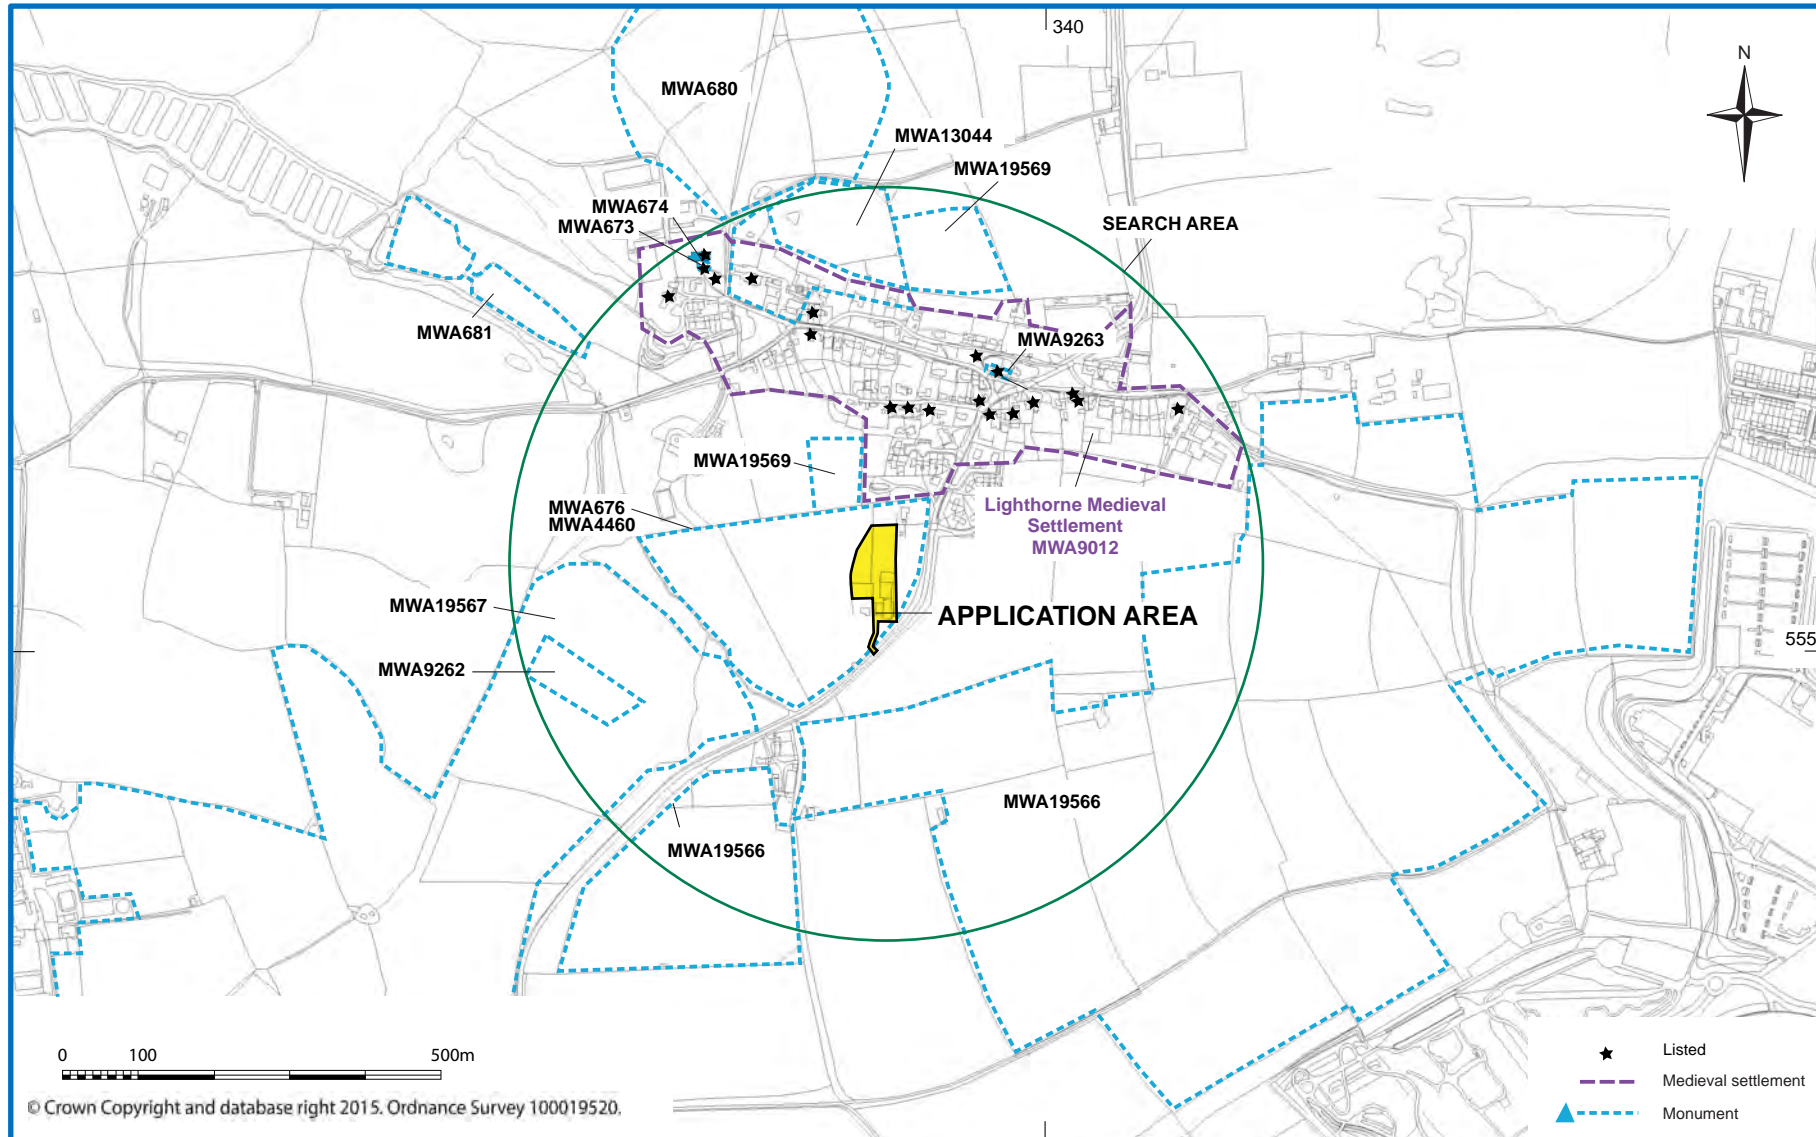 340
N
MWA680
MWA13044
MWA19569
MWA674
MWA673
SEARCH AREA
MWA681
MWA9263
MWA19569
MWA676
MWA4460
Lighthorne Medieval
Settlement
MWA9012
MWA19567
APPLICATION AREA
555
MWA9262
MWA19566
MWA19566
0 100 500m
© Crown Copyright and database right 2015. Ordnance Survey 100019520.
Listed
Medieval settlement
Monument